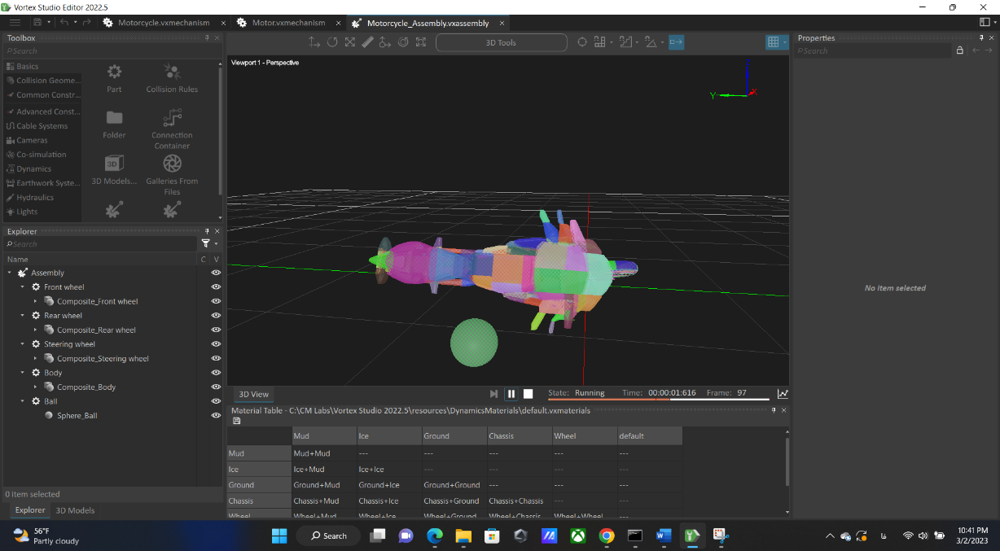 Vortex Studio Editor 2022.5
Motorcycle.vxmechanism × Motor.vxmechanism × Motorcycle_Assembly.vxassembly ×
Toolbox
Search
Basics
Collision Geome...
Common Constr...
Advanced Const...
Cable Systems
Cameras
Co-simulation
Dynamics
Earthwork Syste...
Hydraulics
Lights
Part
Collision Rules
Folder
Connection
Container
3D
3D Models...
Galleries From
Files
Explorer
Search
Name C V
Assembly
Front wheel
Composite_Front wheel
Rear wheel
Composite_Rear wheel
Steering wheel
Composite_Steering wheel
Body
Composite_Body
Ball
Sphere_Ball
0 item selected
Explorer 3D Models
3D Tools
Viewport 1 - Perspective
Y X
3D View
State: Running Time: 00:00:01:616 Frame: 97
Material Table - C:\CM Labs\Vortex Studio 2022.5\resources\DynamicsMaterials\default.vxmaterials
Mud Ice Ground Chassis Wheel default
Mud Mud+Mud --- --- --- --- ---
Ice Ice+Mud Ice+Ice --- --- --- ---
Ground Ground+Mud Ground+Ice Ground+Ground --- --- ---
Chassis Chassis+Mud Chassis+Ice Chassis+Ground Chassis+Chassis --- ---
Wheel Wheel+Mud Wheel+Ice Wheel+Ground Wheel+Chassis Wheel+Wheel ---
Properties
Search
No item selected
56°F
Partly cloudy
Search
فا
10:41 PM
3/2/2023